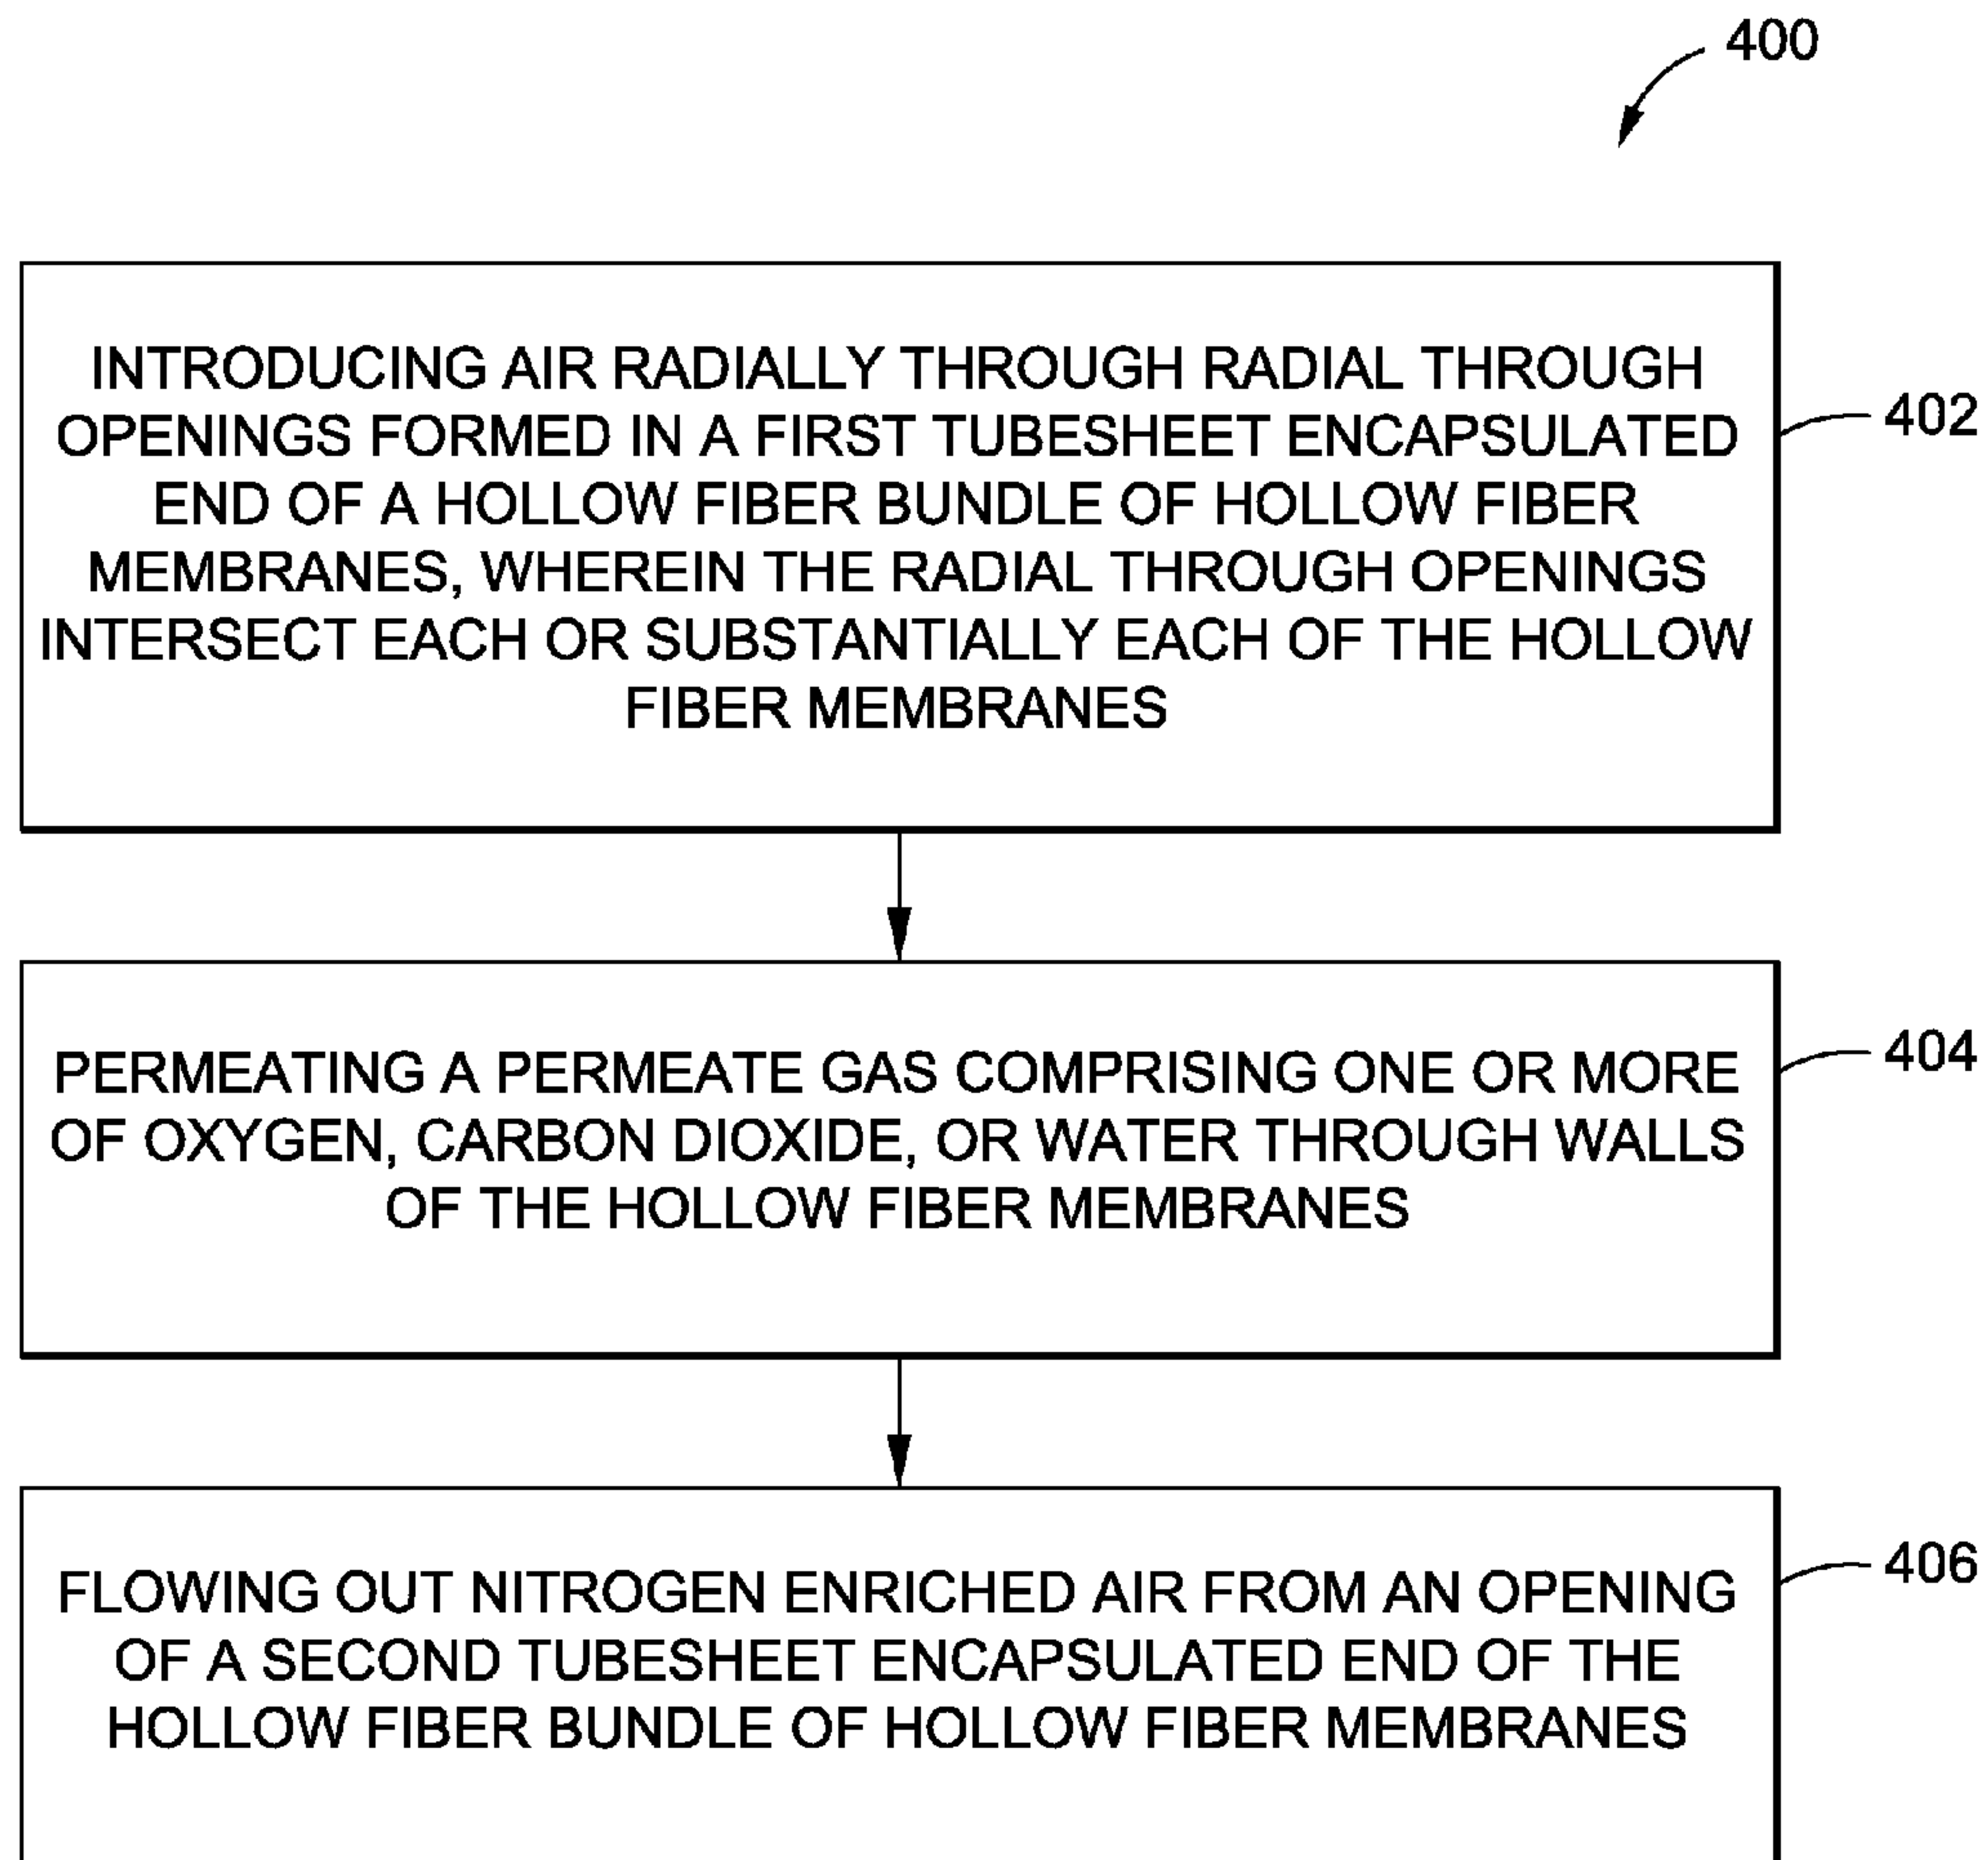 400
INTRODUCING AIR RADIALLY THROUGH RADIAL THROUGH
OPENINGS FORMED IN A FIRST TUBESHEET ENCAPSULATED
END OF A HOLLOW FIBER BUNDLE OF HOLLOW FIBER
MEMBRANES, WHEREIN THE RADIAL THROUGH OPENINGS
INTERSECT EACH OR SUBSTANTIALLY EACH OF THE HOLLOW
FIBER MEMBRANES
402
PERMEATING A PERMEATE GAS COMPRISING ONE OR MORE
OF OXYGEN, CARBON DIOXIDE, OR WATER THROUGH WALLS
OF THE HOLLOW FIBER MEMBRANES
404
FLOWING OUT NITROGEN ENRICHED AIR FROM AN OPENING
OF A SECOND TUBESHEET ENCAPSULATED END OF THE
HOLLOW FIBER BUNDLE OF HOLLOW FIBER MEMBRANES
406